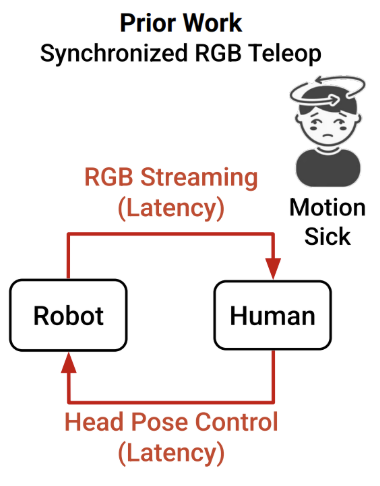 Prior Work
Synchronized RGB Teleop
RGB Streaming
(Latency)
Motion
Sick
Robot
Human
Head Pose Control
(Latency)